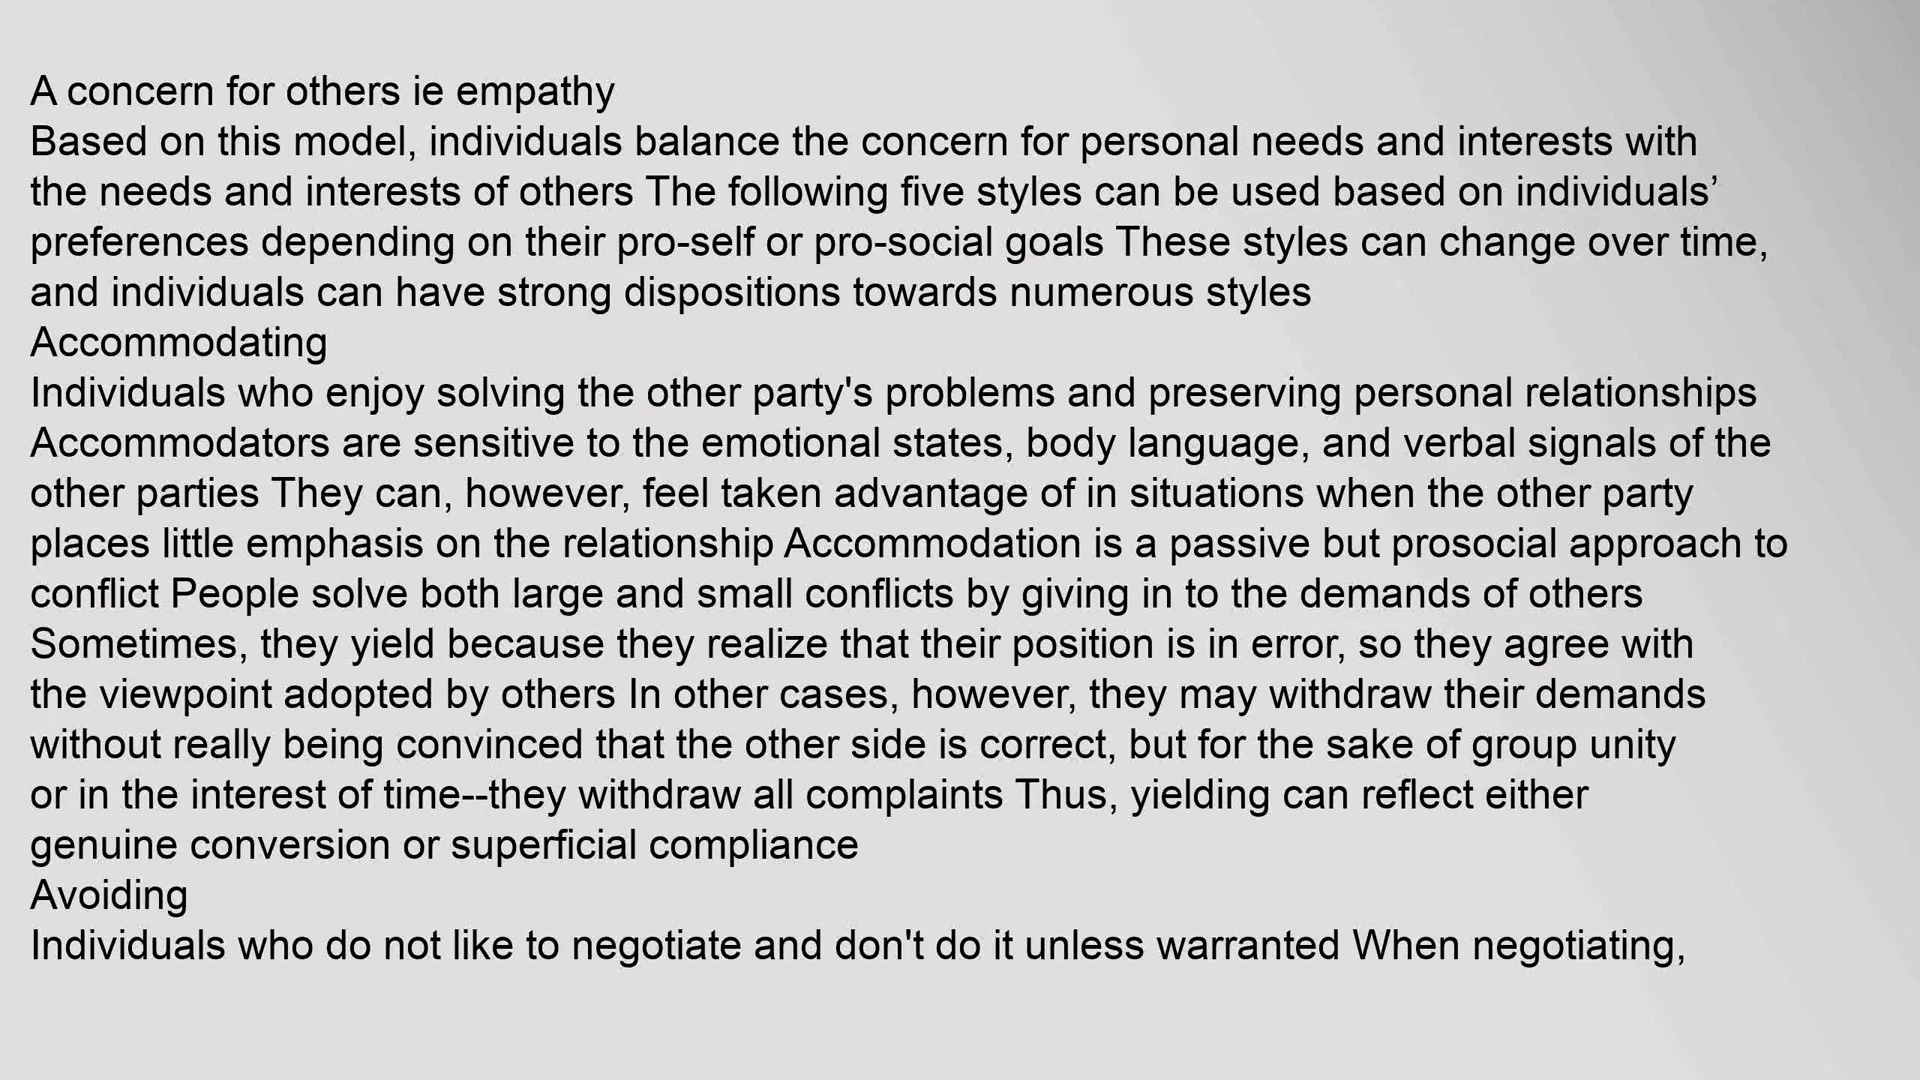 A concern for others ie empathy
Based on this model, individuals balance the concern for personal needs and interests with
the needs and interests of others The following five styles can be used based on individuals’
preferences depending on their pro-self or pro-social goals These styles can change over time,
and individuals can have strong dispositions towards numerous styles
Accommodating
Individuals who enjoy solving the other party's problems and preserving personal relationships
Accommodators are sensitive to the emotional states, body language, and verbal signals of the
other parties They can, however, feel taken advantage of in situations when the other party
places little emphasis on the relationship Accommodation is a passive but prosocial approach to
conflict People solve both large and small conflicts by giving in to the demands of others
Sometimes, they yield because they realize that their position is in error, so they agree with
the viewpoint adopted by others In other cases, however, they may withdraw their demands
without really being convinced that the other side is correct, but for the sake of group unity
or in the interest of time--they withdraw all complaints Thus, yielding can reflect either
genuine conversion or superficial compliance
Avoiding
Individuals who do not like to negotiate and don't do it unless warranted When negotiating,